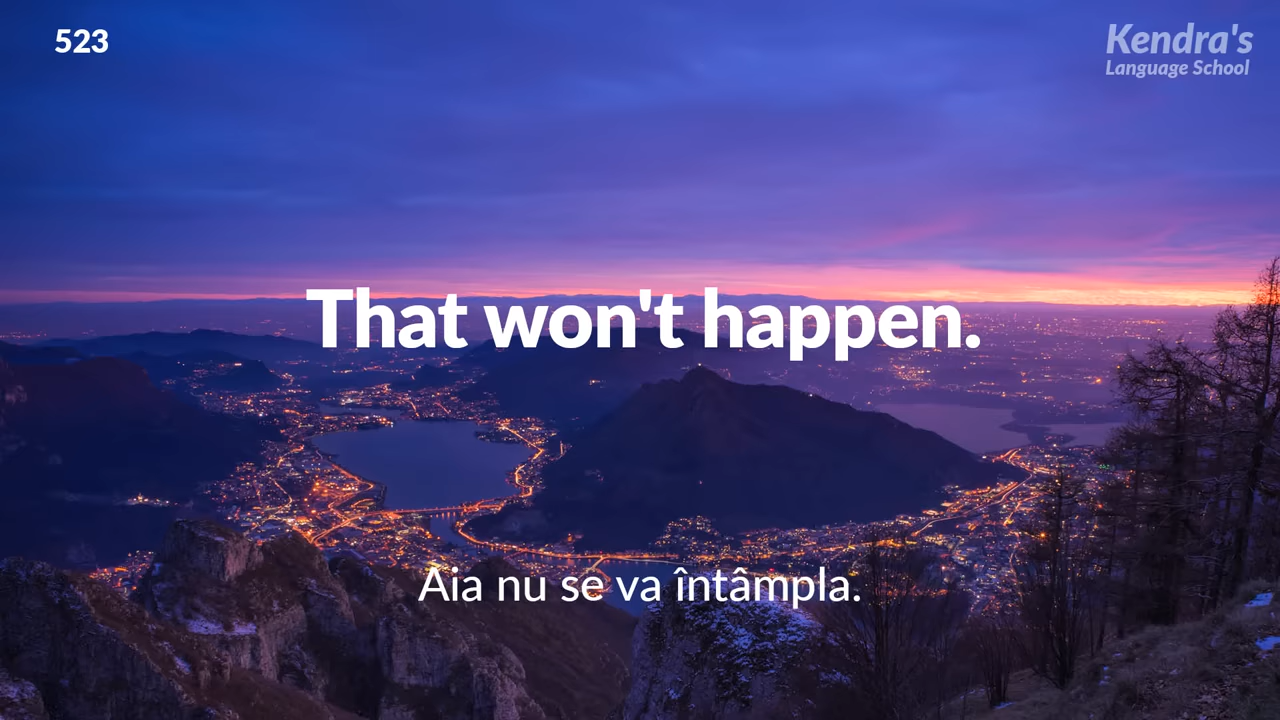 523
Kendra's
Language School
That won't happen.
Aia nu se va întâmpla.